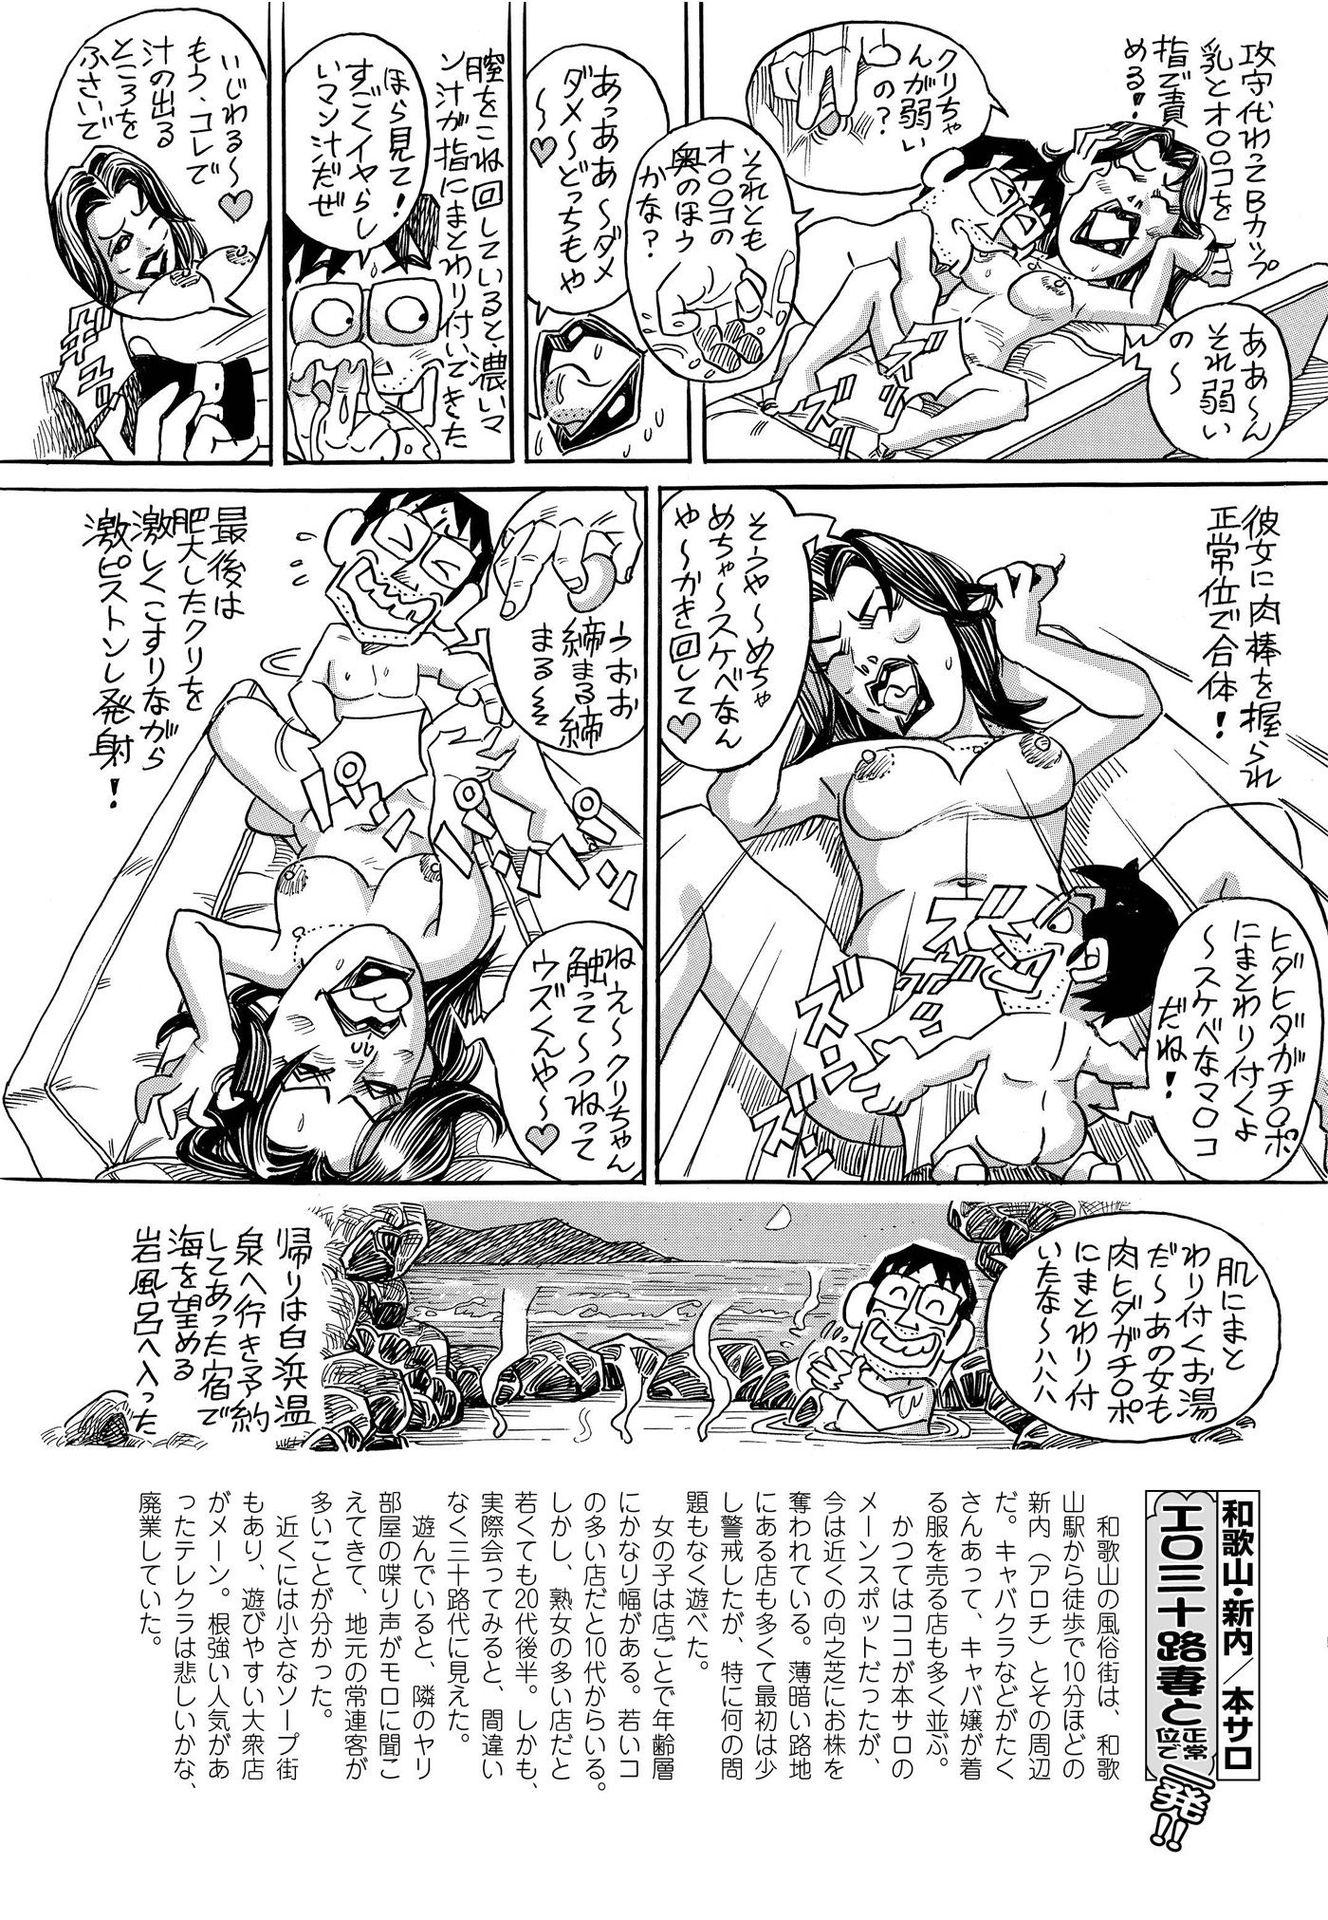 攻守代わってBカップ
乳とオ〇〇コを
指で責
める!
クリちゃ
んが弱い
の?
それとも
オ〇〇コの
奥のほう
かな?
ああ〜ん
それ弱い
の〜
ズズ
あっああ〜ダメ
ダメ〜どっちもや
〜♥
膣をこね回していると、濃いマ
ン汁が指にまとわり付いてきた
ほら見て!
すごくイヤらし
いマン汁だぜ
いじわる〜♥
もう、コレで
汁の出る
ところを
ふさいで
ギュッ
彼女に肉棒を握られ
正常位で合体!
そうや〜めちゃ
めちゃ〜スケベなん
や〜かき回して♥
ヒダヒダがチ〇ポ
にまとわり付くよ
〜スケベなマ〇コ
だね!
ズボズボ
ズンズン
うおお
締まる締
まる〜
最後は
肥大したクリを
激しくこすりながら
激ピストンし発射!
ねえ〜クリちゃん
触って〜つねって
ウズくんや〜♥
肌にまと
わり付くお湯
だ〜あの女も
肉ヒダがチ〇ポ
にまとわり付
いたな〜ハハハ
帰りは白浜温
泉へ行き予約
してあった宿で
海を望める
岩風呂へ入った
和歌山・新内/本サロ
エロ三十路妻と正常位で一発!!
和歌山の風俗街は、和歌
山駅から徒歩で10分ほどの
新内(アロチ)とその周辺
だ。キャバクラなどがたく
さんあって、キャバ嬢が着
る服を売る店も多く並ぶ。
かつてはココが本サロの
メーンスポットだったが、
今は近くの向之芝にお株を
奪われている。薄暗い路地
にある店も多くて最初は少
し警戒したが、特に何の問
題もなく遊べた。
女の子は店ごとで年齢層
にかなり幅がある。若いコ
の多い店だと10代からいる。
しかし、熟女の多い店だと
若くても20代後半。しかも、
実際会ってみると、間違い
なく三十路代に見えた。
遊んでいると、隣のヤリ
部屋の喋り声がモロに聞こ
えてきて、地元の常連客が
多いことが分かった。
近くには小さなソープ街
もあり、遊びやすい大衆店
がメーン。根強い人気があ
ったテレクラは悲しいかな、
廃業していた。